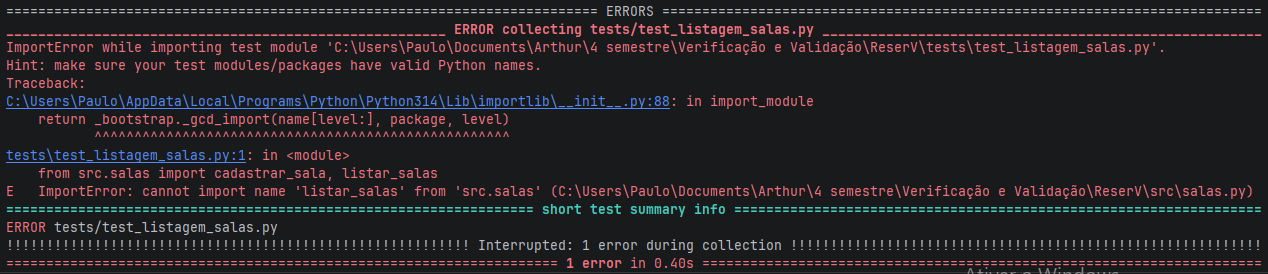 ========================================================================== ERRORS ===========================================================================
_______________________________________________________ ERROR collecting tests/test_listagem_salas.py _______________________________________________________
ImportError while importing test module 'C:\Users\Paulo\Documents\Arthur\4 semestre\Verificação e Validação\ReserV\tests\test_listagem_salas.py'.
Hint: make sure your test modules/packages have valid Python names.
Traceback:
C:\Users\Paulo\AppData\Local\Programs\Python\Python314\Lib\importlib\__init__.py:88: in import_module
    return _bootstrap._gcd_import(name[level:], package, level)
           ^^^^^^^^^^^^^^^^^^^^^^^^^^^^^^^^^^^^^^^^^^^^^^^^^^^^
tests\test_listagem_salas.py:1: in <module>
    from src.salas import cadastrar_sala, listar_salas
E   ImportError: cannot import name 'listar_salas' from 'src.salas' (C:\Users\Paulo\Documents\Arthur\4 semestre\Verificação e Validação\ReserV\src\salas.py)
================================================================== short test summary info ==================================================================
ERROR tests/test_listagem_salas.py
!!!!!!!!!!!!!!!!!!!!!!!!!!!!!!!!!!!!!!!!!!!!!!!!!!!!!!!!!! Interrupted: 1 error during collection !!!!!!!!!!!!!!!!!!!!!!!!!!!!!!!!!!!!!!!!!!!!!!!!!!!!!!!!!!!
===================================================================== 1 error in 0.40s ======================================================================
Ativar o Windows